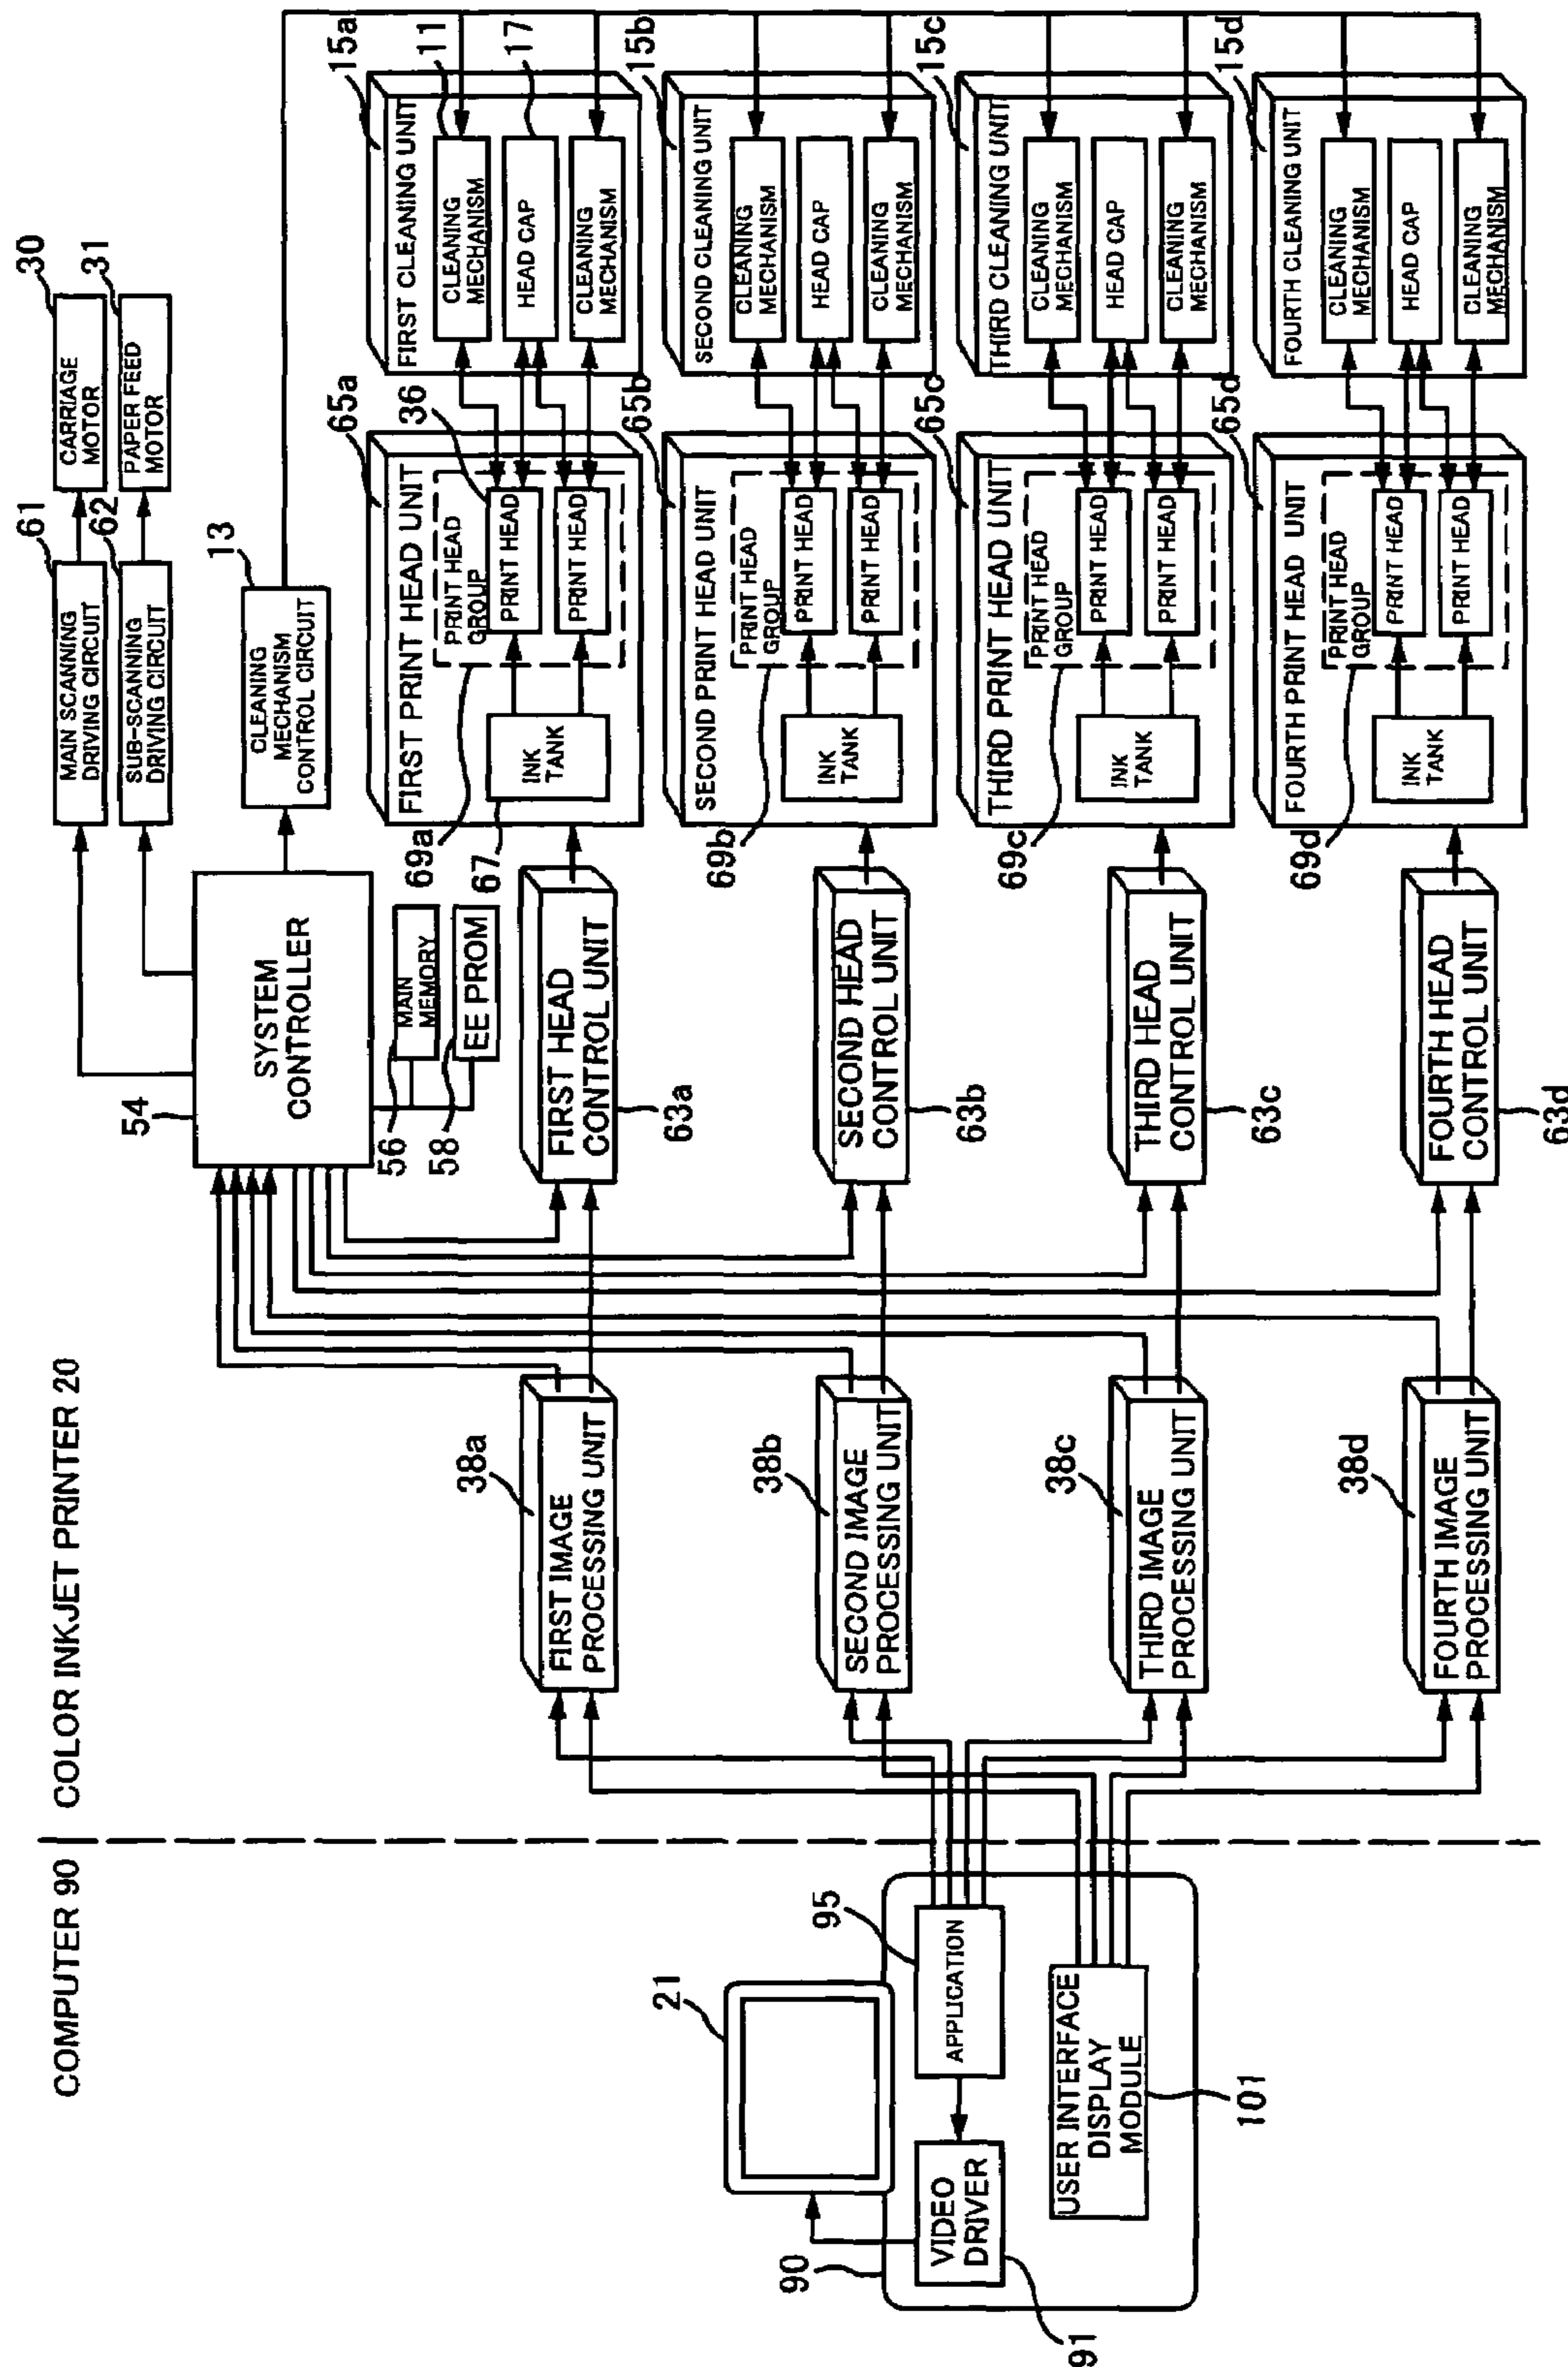 COMPUTER 90
COLOR INKJET PRINTER 20
21
95
APPLICATION
VIDEO
DRIVER
90
91
USER INTERFACE
DISPLAY
MODULE
101
38a
FIRST IMAGE
PROCESSING UNIT
38b
SECOND IMAGE
PROCESSING UNIT
38c
THIRD IMAGE
PROCESSING UNIT
38d
FOURTH IMAGE
PROCESSING UNIT
54
SYSTEM
CONTROLLER
56
MAIN
MEMORY
58
EE PROM
FIRST HEAD
CONTROL UNIT
63a
SECOND HEAD
CONTROL UNIT
63b
THIRD HEAD
CONTROL UNIT
63c
FOURTH HEAD
CONTROL UNIT
63d
61
MAIN SCANNING
DRIVING CIRCUIT
62
SUB-SCANNING
DRIVING CIRCUIT
30
CARRIAGE
MOTOR
31
PAPER FEED
MOTOR
13
CLEANING
MECHANISM
CONTROL CIRCUIT
65a
FIRST PRINT HEAD UNIT
69a
PRINT HEAD
GROUP
36
PRINT HEAD
PRINT HEAD
INK
TANK
67
65b
SECOND PRINT HEAD UNIT
69b
PRINT HEAD
GROUP
PRINT HEAD
PRINT HEAD
INK
TANK
65c
THIRD PRINT HEAD UNIT
69c
PRINT HEAD
GROUP
PRINT HEAD
PRINT HEAD
INK
TANK
65d
FOURTH PRINT HEAD UNIT
69d
PRINT HEAD
GROUP
PRINT HEAD
PRINT HEAD
INK
TANK
15a
FIRST CLEANING UNIT
11
CLEANING
MECHANISM
17
HEAD CAP
CLEANING
MECHANISM
15b
SECOND CLEANING UNIT
CLEANING
MECHANISM
HEAD CAP
CLEANING
MECHANISM
15c
THIRD CLEANING UNIT
CLEANING
MECHANISM
HEAD CAP
CLEANING
MECHANISM
15d
FOURTH CLEANING UNIT
CLEANING
MECHANISM
HEAD CAP
CLEANING
MECHANISM